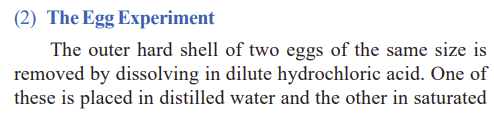 (2) The Egg Experiment
The outer hard shell of two eggs of the same size is
removed by dissolving in dilute hydrochloric acid. One of
these is placed in distilled water and the other in saturated